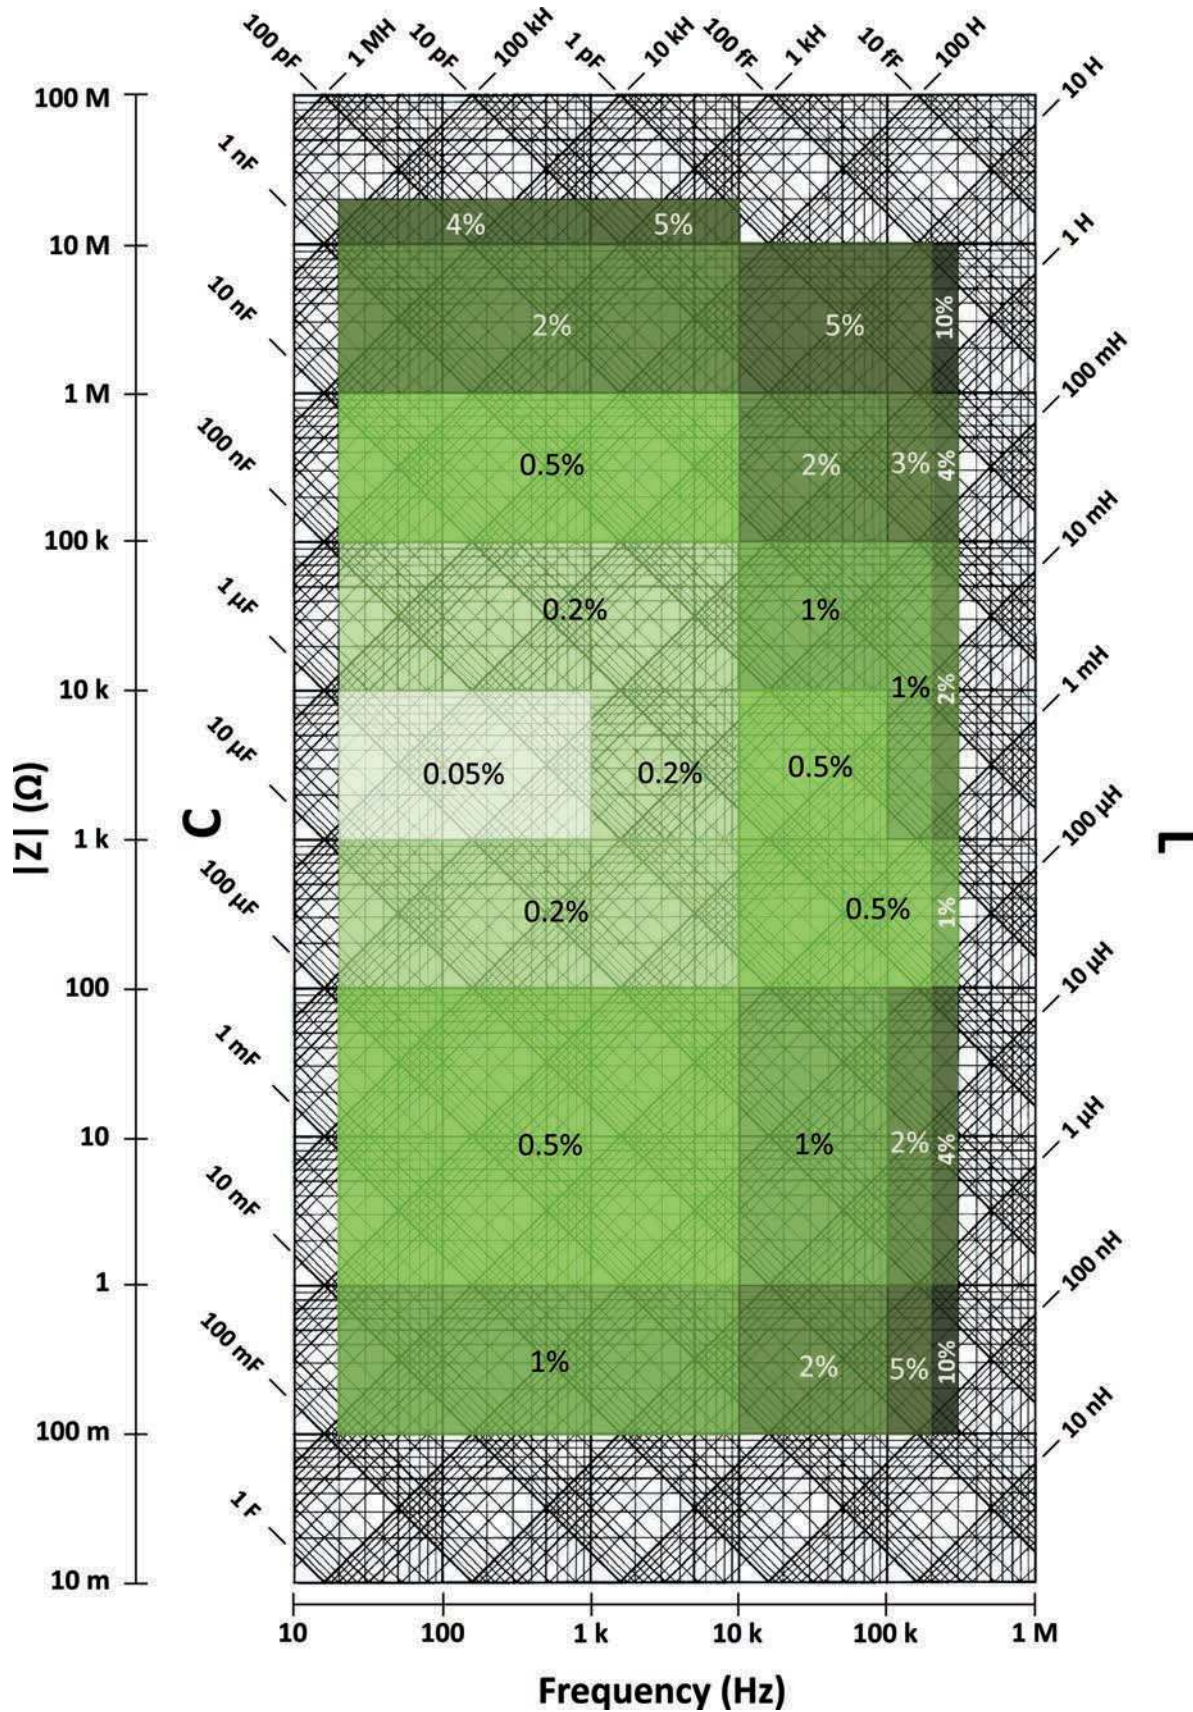 100 pF
1 MH
10 pF
100 kH
1 pF
10 kH
100 fF
1 kH
10 fF
100 H
10 H
100 M
1 nF
4%
5%
1 H
10 M
10 nF
2%
5%
10%
100 mH
1 M
100 nF
0.5%
2%
3%
4%
10 mH
100 k
1 µF
0.2%
1%
1 mH
10 k
1%
2%
10 µF
0.05%
0.2%
0.5%
|Z| (Ω)
C
100 µH
L
1 k
100 µF
0.2%
0.5%
1%
10 µH
100
1 mF
1 µH
10
0.5%
1%
2%
4%
10 mF
100 nH
1
100 mF
1%
2%
5%
10%
10 nH
100 m
1 F
10 m
10
100
1 k
10 k
100 k
1 M
Frequency (Hz)